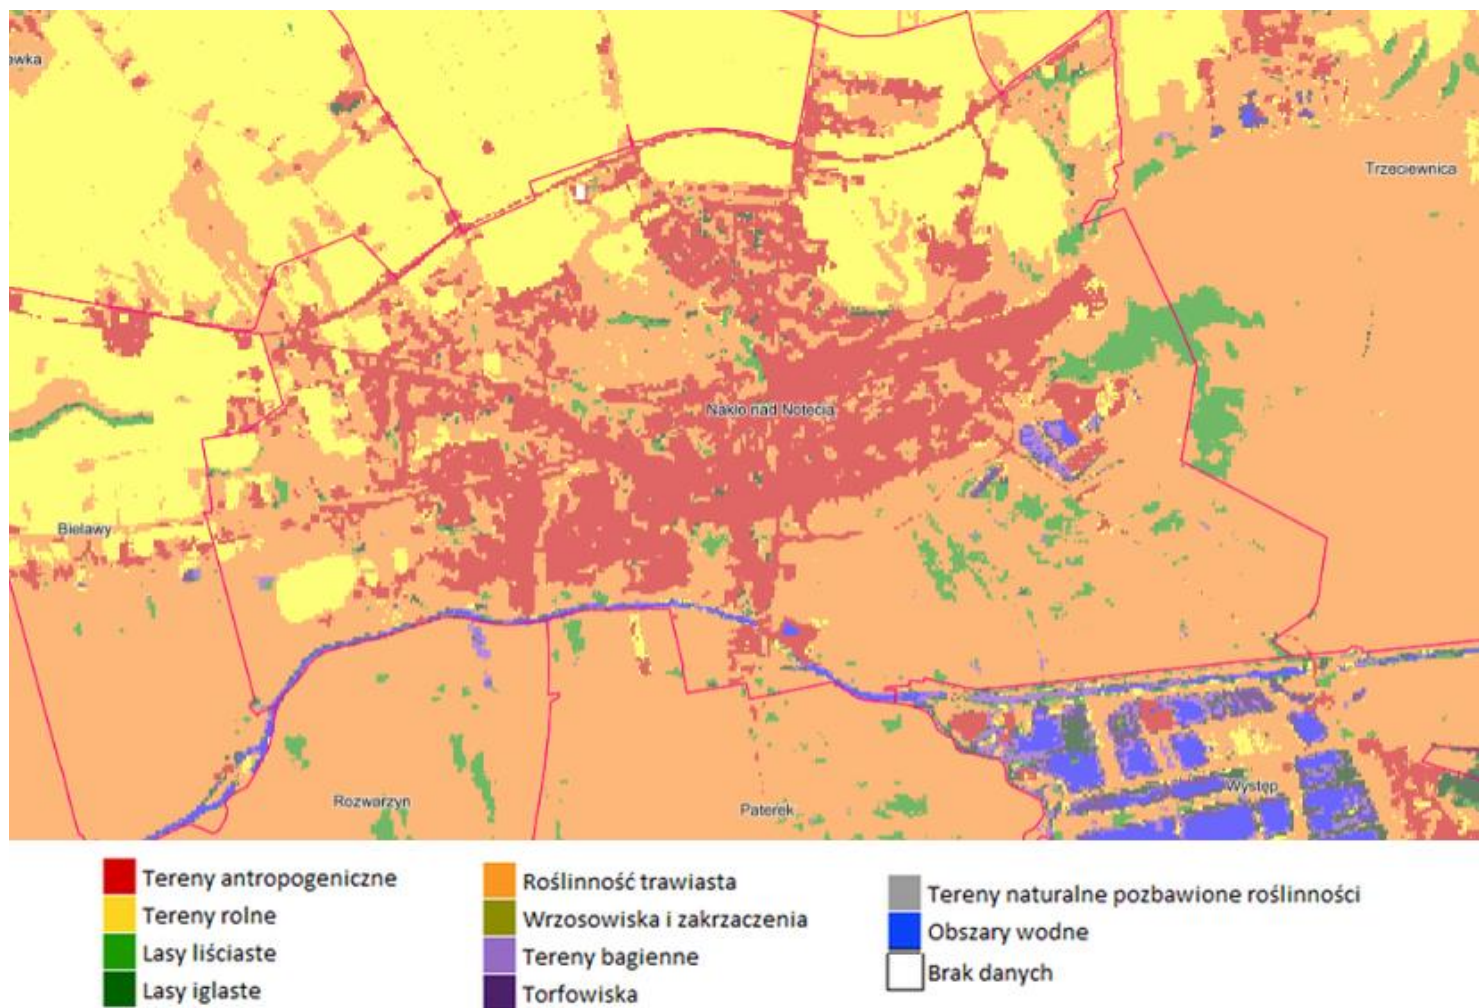 ówka
Trzeciewnica
Nakło nad Notecią
Bielawy
Rozwarzyn
Paterek
Występ
Tereny antropogeniczne
Tereny rolne
Lasy liściaste
Lasy iglaste
Roślinność trawiasta
Wrzosowiska i zakrzaczenia
Tereny bagienne
Torfowiska
Tereny naturalne pozbawione roślinności
Obszary wodne
Brak danych